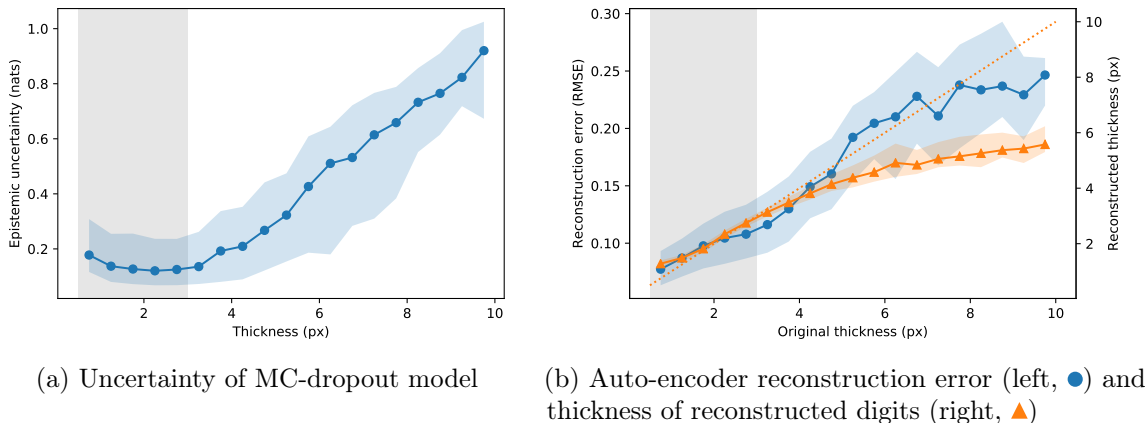 1.0
0.8
0.6
0.4
0.2
Epistemic uncertainty (nats)
2 4 6 8 10
Thickness (px)
0.30
0.25
0.20
0.15
0.10
Reconstruction error (RMSE)
2 4 6 8 10
Original thickness (px)
10
8
6
4
2
Reconstructed thickness (px)
(a) Uncertainty of MC-dropout model
(b) Auto-encoder reconstruction error (left, ●) and
thickness of reconstructed digits (right, ▲)